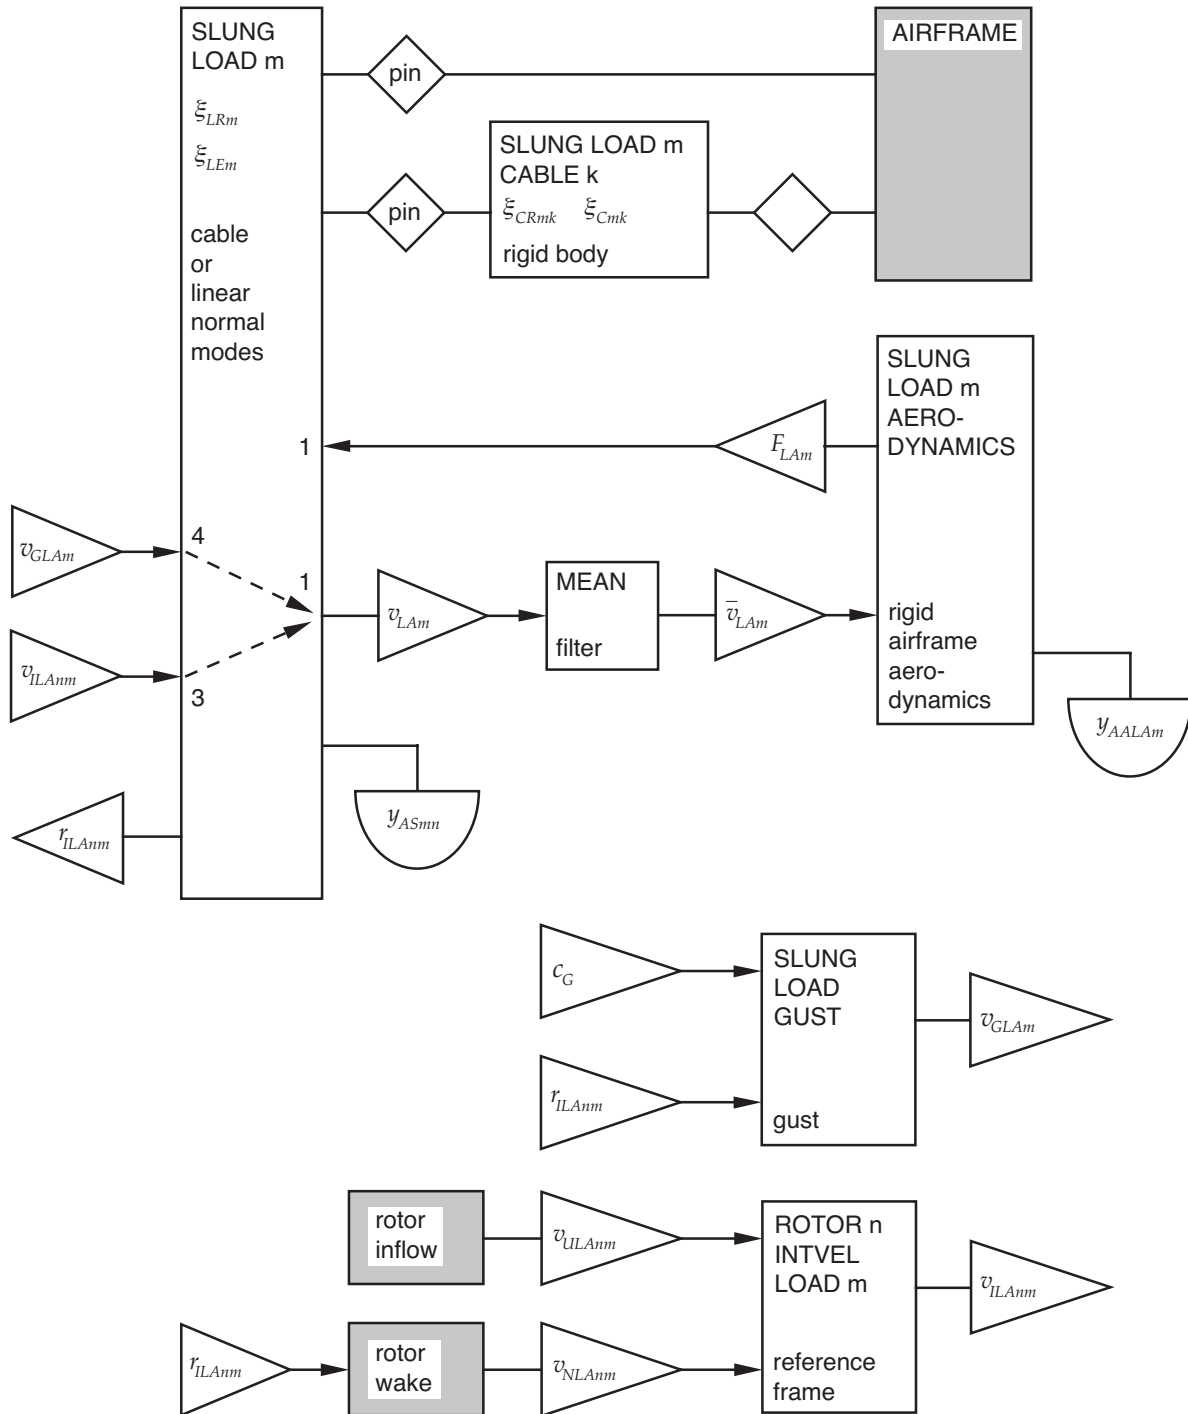 SLUNG
LOAD m
ξ_LRm
ξ_LEm
cable
or
linear
normal
modes
pin
AIRFRAME
pin
SLUNG LOAD m
CABLE k
ξ_CRmk ξ_Cmk
rigid body
1
F_LAm
SLUNG
LOAD m
AERO-
DYNAMICS
rigid
airframe
aero-
dynamics
v_GLAm
4
1
v_LAm
MEAN
filter
v̅_LAm
v_ILAnm
3
y_AALAm
y_ASmn
r_ILAnm
c_G
r_ILAnm
SLUNG
LOAD
GUST
gust
v_GLAm
rotor
inflow
v_ULAnm
ROTOR n
INTVEL
LOAD m
reference
frame
v_ILAnm
r_ILAnm
rotor
wake
v_NLAnm